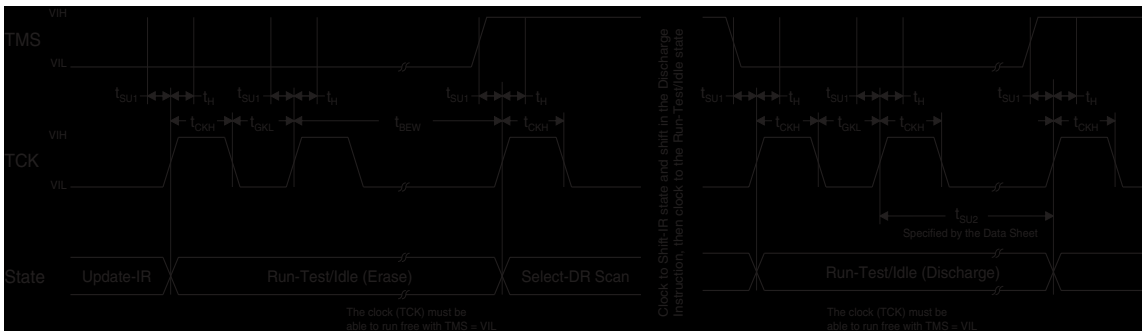 VIH
TMS
VIL
tSU1
tH
tSU1
tH
tSU1
tH
tSU1
tH
tSU1
tH
tSU1
tH
VIH
tCKH
tGKL
tBEW
tCKH
tCKH
tGKL
tCKH
tCKH
TCK
VIL
tSU2
Specified by the Data Sheet
Clock to Shift-IR state and shift in the Discharge
Instruction, then clock to the Run-Test/Idle state
State
Update-IR
Run-Test/Idle (Erase)
Select-DR Scan
Run-Test/Idle (Discharge)
The clock (TCK) must be
able to run free with TMS = VIL
The clock (TCK) must be
able to run free with TMS = VIL